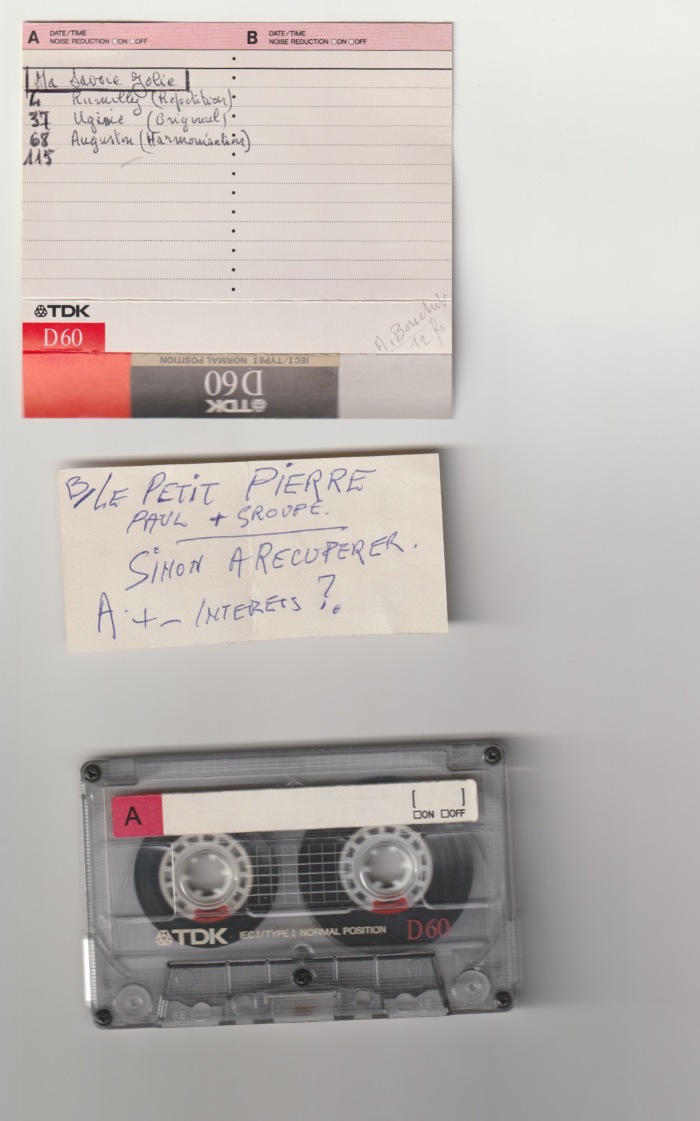 A DATE/TIME
NOISE REDUCTION □ON □OFF
B DATE/TIME
NOISE REDUCTION □ON □OFF
Ma Savoie Jolie
4 Rumilly (Répétition)
37 Ugine (Original)
68 Augustin (Harmonisation)
115
TDK
D60
A.
IEC I/TYPE I NORMAL POSITION
D60
TDK
B/LE PETIT PIERRE
PAUL + GROUPE.
SIMON A RECUPERER.
A. +- INTERETS ?
A
[ ]
□ON □OFF
TDK IEC I/TYPE I NORMAL POSITION D60